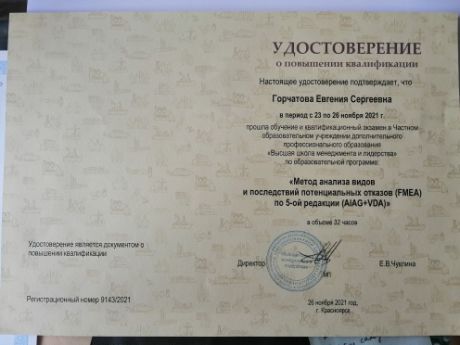 УДОСТОВЕРЕНИЕ
о повышении квалификации
Настоящее удостоверение подтверждает, что
Горчатова Евгения Сергеевна
в период с 23 по 26 ноября 2021 г.
прошла обучение и квалификационный экзамен в Частном
образовательном учреждении дополнительного
профессионального образования
«Высшая школа менеджмента и лидерства»
по образовательной программе:
«Метод анализа видов
и последствий потенциальных отказов (FMEA)
по 5-ой редакции (AIAG+VDA)»
в объеме 32 часов
Удостоверение является документом о
повышении квалификации
Директор
Е.В.Чуклина
МП
Регистрационный номер 9143/2021
26 ноября 2021 год,
г. Красноярск